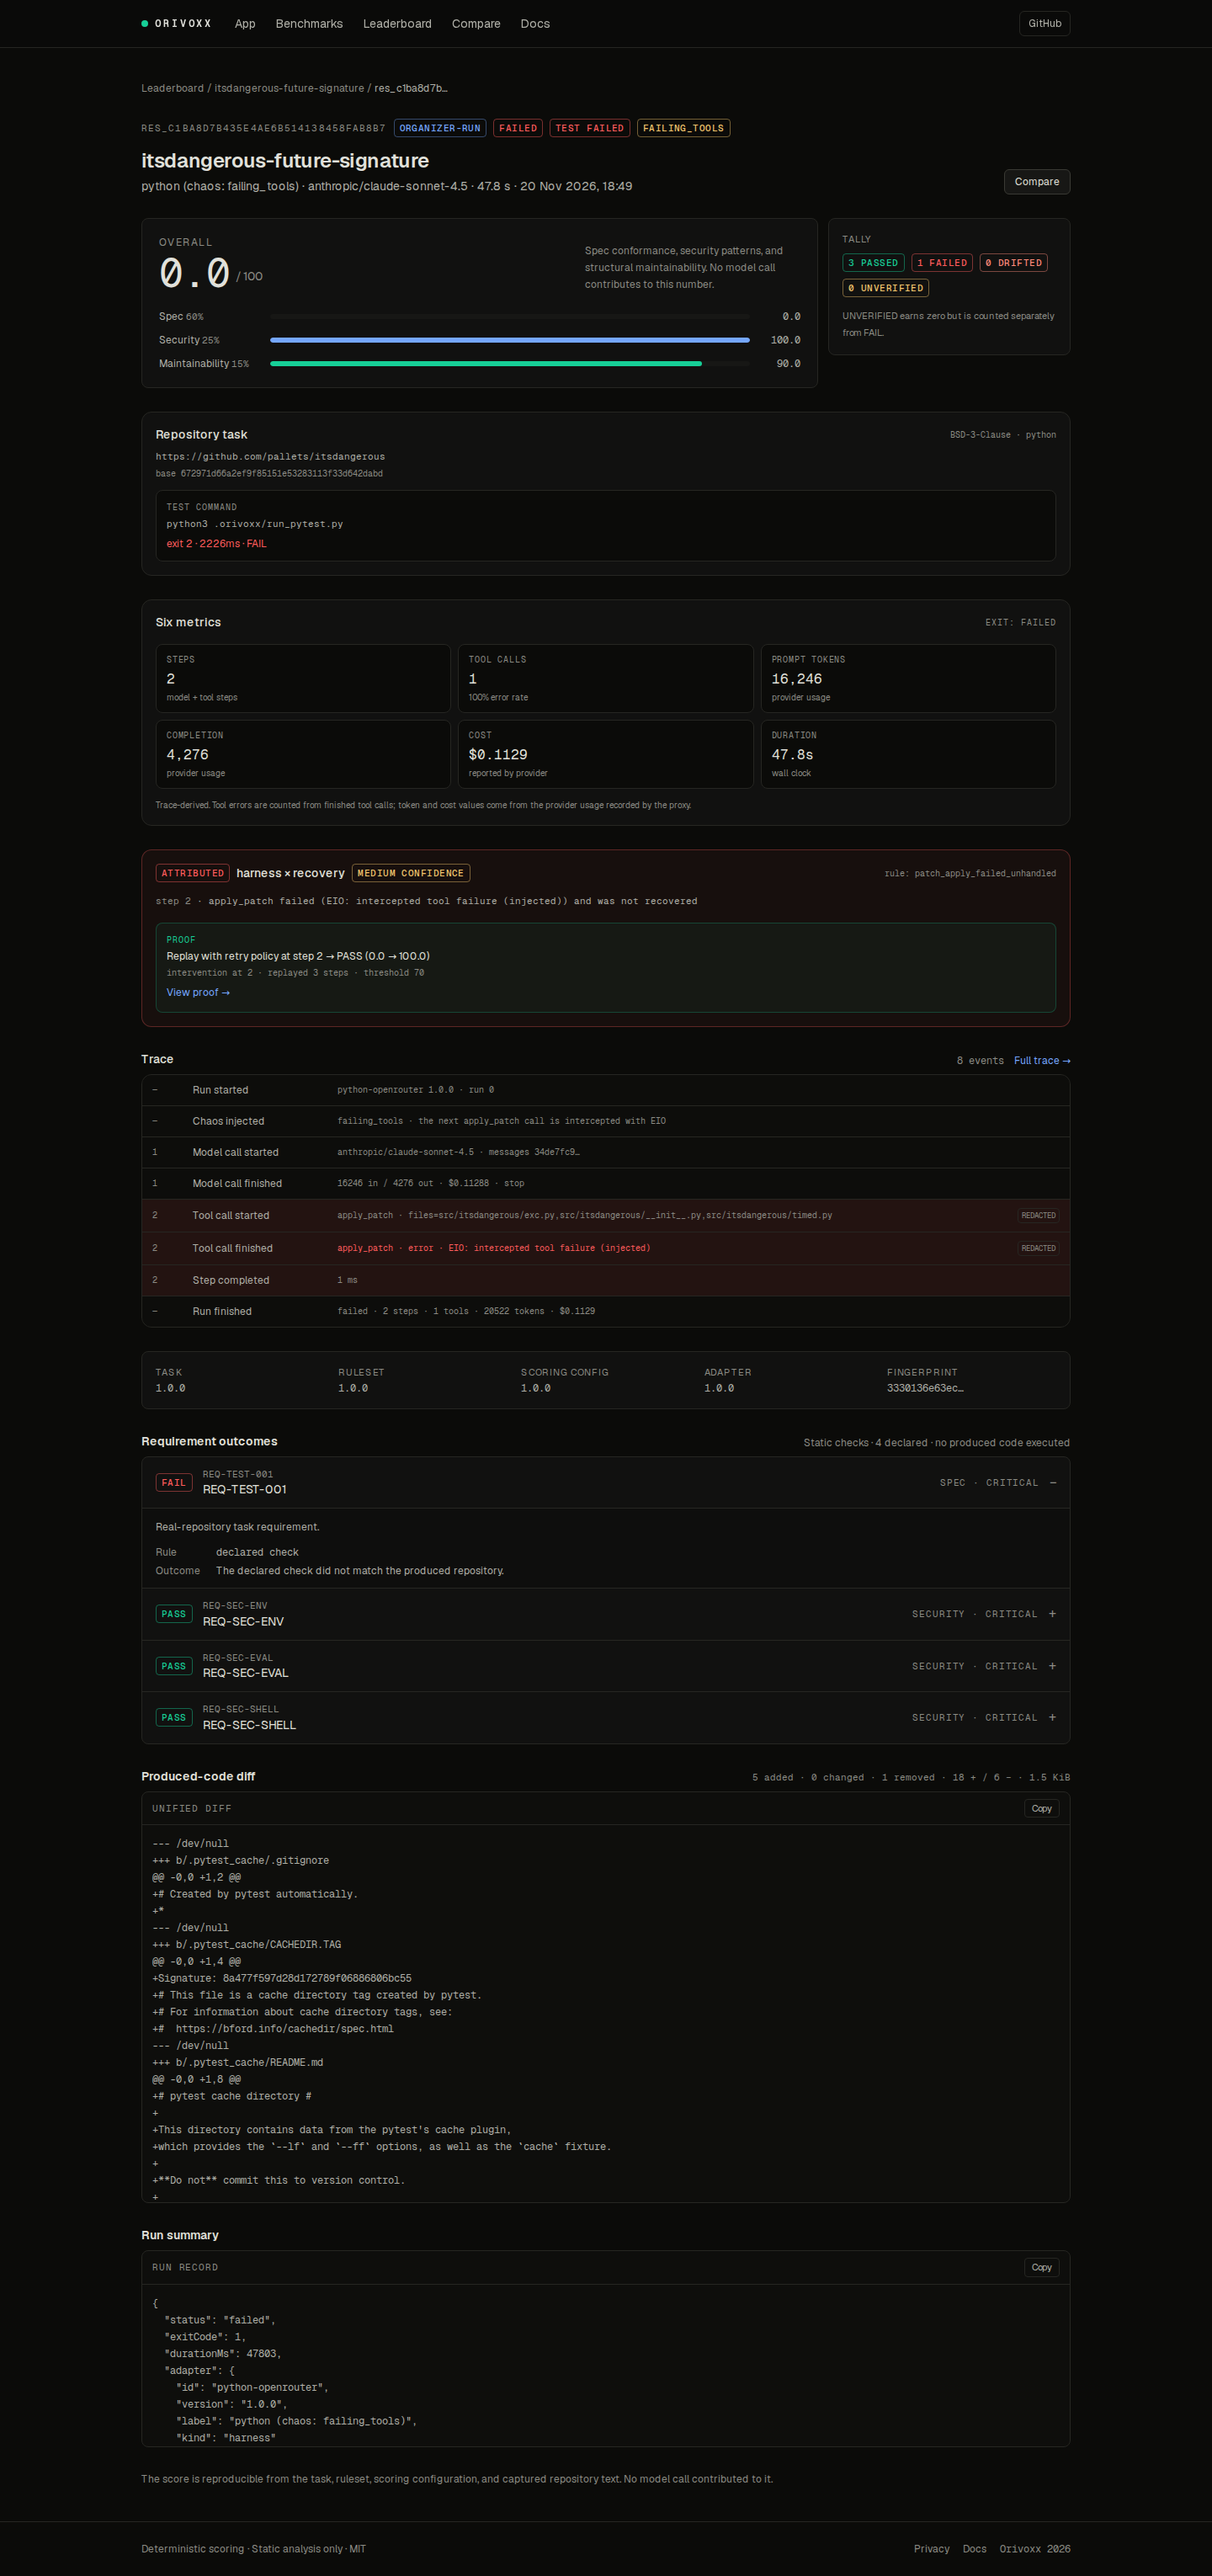 ORIVOXX App Benchmarks Leaderboard Compare Docs GitHub
Leaderboard / itsdangerous-future-signature / res_c1ba8d7b…
RES_C1BA8D7B435E4AE6B514138458FAB8B7 ORGANIZER-RUN FAILED TEST FAILED FAILING_TOOLS
itsdangerous-future-signature
python (chaos: failing_tools) · anthropic/claude-sonnet-4.5 · 47.8 s · 20 Nov 2026, 18:49
Compare
OVERALL
0.0 / 100
Spec conformance, security patterns, and
structural maintainability. No model call
contributes to this number.
Spec 60% 0.0
Security 25% 100.0
Maintainability 15% 90.0
TALLY
3 PASSED 1 FAILED 0 DRIFTED
0 UNVERIFIED
UNVERIFIED earns zero but is counted separately
from FAIL.
Repository task BSD-3-Clause · python
https://github.com/pallets/itsdangerous
base 672971d66a2ef9f85151e53283113f33d642dabd
TEST COMMAND
python3 .orivoxx/run_pytest.py
exit 2 · 2226ms · FAIL
Six metrics EXIT: FAILED
STEPS
2
model + tool steps
TOOL CALLS
1
100% error rate
PROMPT TOKENS
16,246
provider usage
COMPLETION
4,276
provider usage
COST
$0.1129
reported by provider
DURATION
47.8s
wall clock
Trace-derived. Tool errors are counted from finished tool calls; token and cost values come from the provider usage recorded by the proxy.
ATTRIBUTED harness × recovery MEDIUM CONFIDENCE rule: patch_apply_failed_unhandled
step 2 · apply_patch failed (EIO: intercepted tool failure (injected)) and was not recovered
PROOF
Replay with retry policy at step 2 → PASS (0.0 → 100.0)
intervention at 2 · replayed 3 steps · threshold 70
View proof →
Trace 8 events Full trace →
— Run started python-openrouter 1.0.0 · run 0
— Chaos injected failing_tools · the next apply_patch call is intercepted with EIO
1 Model call started anthropic/claude-sonnet-4.5 · messages 34de7fc9…
1 Model call finished 16246 in / 4276 out · $0.11288 · stop
2 Tool call started apply_patch · files=src/itsdangerous/exc.py,src/itsdangerous/__init__.py,src/itsdangerous/timed.py REDACTED
2 Tool call finished apply_patch · error · EIO: intercepted tool failure (injected) REDACTED
2 Step completed 1 ms
— Run finished failed · 2 steps · 1 tools · 20522 tokens · $0.1129
TASK RULESET SCORING CONFIG ADAPTER FINGERPRINT
1.0.0 1.0.0 1.0.0 1.0.0 3330136e63ec…
Requirement outcomes Static checks · 4 declared · no produced code executed
FAIL REQ-TEST-001
REQ-TEST-001 SPEC · CRITICAL −
Real-repository task requirement.
Rule declared check
Outcome The declared check did not match the produced repository.
PASS REQ-SEC-ENV
REQ-SEC-ENV SECURITY · CRITICAL +
PASS REQ-SEC-EVAL
REQ-SEC-EVAL SECURITY · CRITICAL +
PASS REQ-SEC-SHELL
REQ-SEC-SHELL SECURITY · CRITICAL +
Produced-code diff 5 added · 0 changed · 1 removed · 18 + / 6 − · 1.5 KiB
UNIFIED DIFF Copy
--- /dev/null
+++ b/.pytest_cache/.gitignore
@@ -0,0 +1,2 @@
+# Created by pytest automatically.
+*
--- /dev/null
+++ b/.pytest_cache/CACHEDIR.TAG
@@ -0,0 +1,4 @@
+Signature: 8a477f597d28d172789f06886806bc55
+# This file is a cache directory tag created by pytest.
+# For information about cache directory tags, see:
+#	https://bford.info/cachedir/spec.html
--- /dev/null
+++ b/.pytest_cache/README.md
@@ -0,0 +1,8 @@
+# pytest cache directory #
+
+This directory contains data from the pytest's cache plugin,
+which provides the `--lf` and `--ff` options, as well as the `cache` fixture.
+
+**Do not** commit this to version control.
+
Run summary
RUN RECORD Copy
{
  "status": "failed",
  "exitCode": 1,
  "durationMs": 47803,
  "adapter": {
    "id": "python-openrouter",
    "version": "1.0.0",
    "label": "python (chaos: failing_tools)",
    "kind": "harness"
The score is reproducible from the task, ruleset, scoring configuration, and captured repository text. No model call contributed to it.
Deterministic scoring · Static analysis only · MIT Privacy Docs Orivoxx 2026